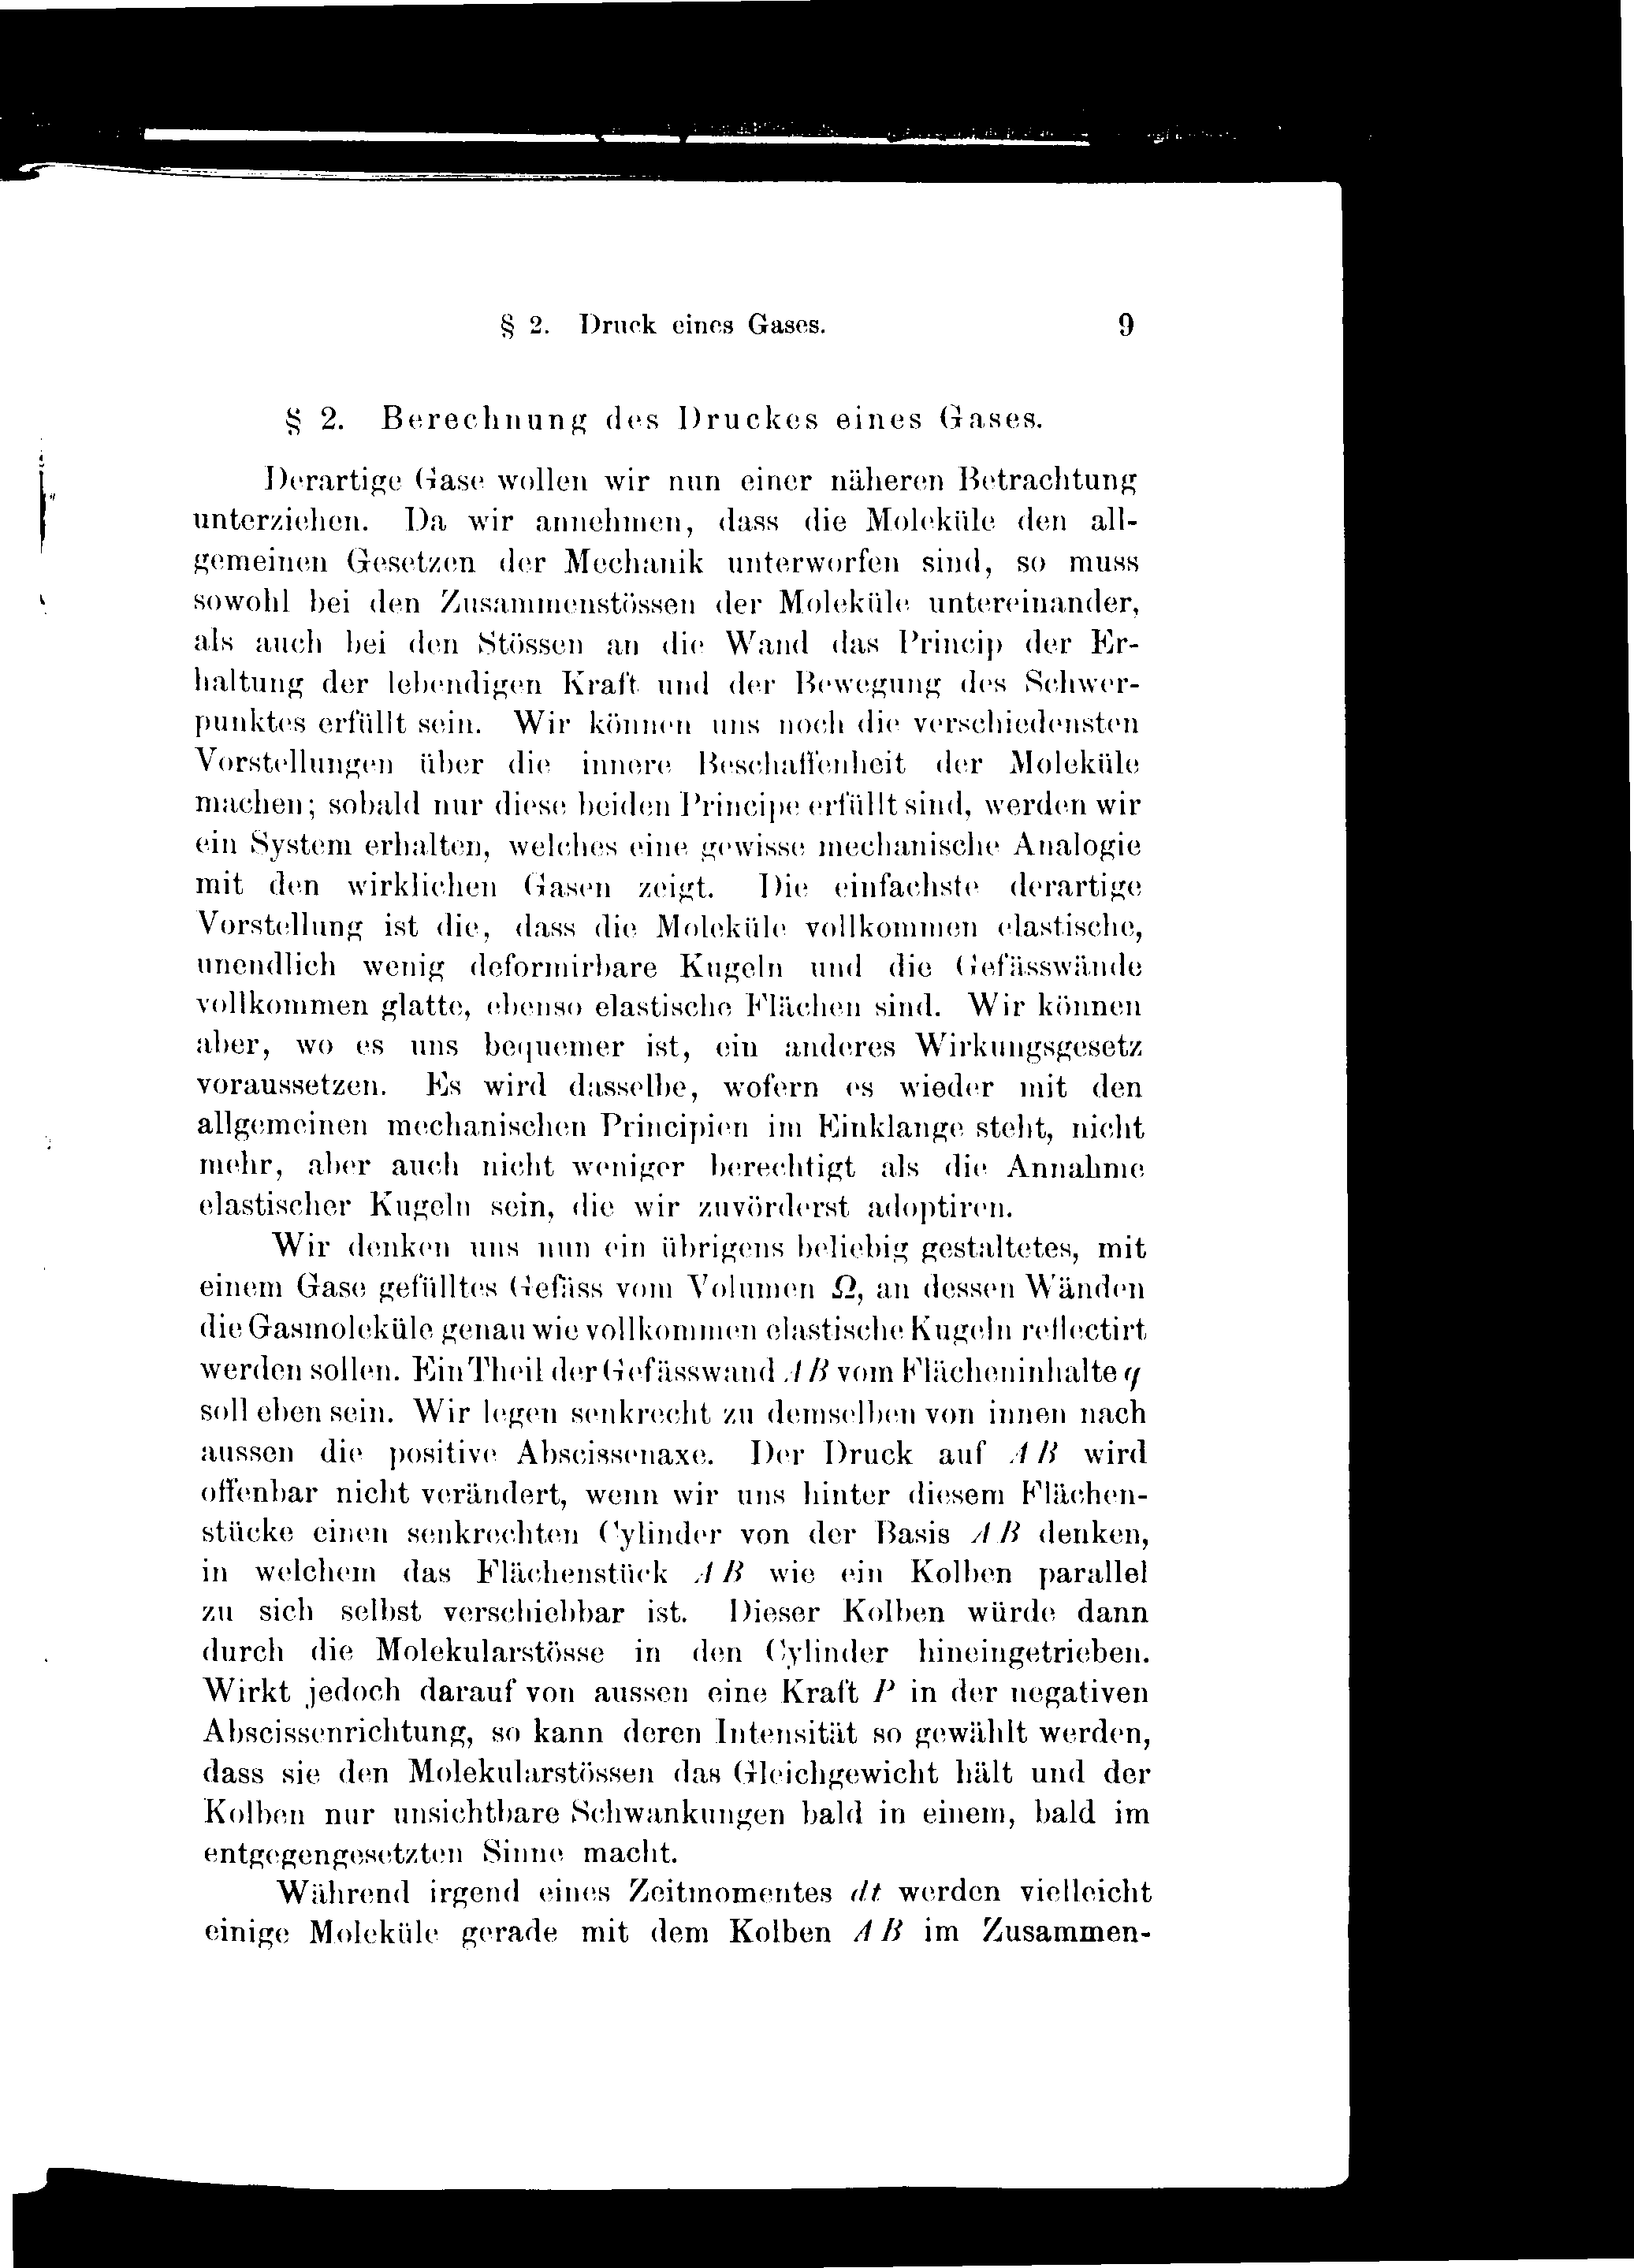 § 2. Druck eines Gases. 9
§ 2. Berechnung des Druckes eines Gases.
Derartige Gase wollen wir nun einer näheren Betrachtung
unterziehen. Da wir annehmen, dass die Moleküle den all-
gemeinen Gesetzen der Mechanik unterworfen sind, so muss
sowohl bei den Zusammenstössen der Moleküle untereinander,
als auch bei den Stössen an die Wand das Princip der Er-
haltung der lebendigen Kraft und der Bewegung des Schwer-
punktes erfüllt sein. Wir können uns noch die verschiedensten
Vorstellungen über die innere Beschaffenheit der Moleküle
machen; sobald nur diese beiden Principe erfüllt sind, werden wir
ein System erhalten, welches eine gewisse mechanische Analogie
mit den wirklichen Gasen zeigt. Die einfachste derartige
Vorstellung ist die, dass die Moleküle vollkommen elastische,
unendlich wenig deformirbare Kugeln und die Gefässwände
vollkommen glatte, ebenso elastische Flächen sind. Wir können
aber, wo es uns bequemer ist, ein anderes Wirkungsgesetz
voraussetzen. Es wird dasselbe, wofern es wieder mit den
allgemeinen mechanischen Principien im Einklange steht, nicht
mehr, aber auch nicht weniger berechtigt als die Annahme
elastischer Kugeln sein, die wir zuvörderst adoptiren.
Wir denken uns nun ein übrigens beliebig gestaltetes, mit
einem Gase gefülltes Gefäss vom Volumen Ω, an dessen Wänden
die Gasmoleküle genau wie vollkommen elastische Kugeln reflectirt
werden sollen. Ein Theil der Gefässwand AB vom Flächeninhalte q
soll eben sein. Wir legen senkrecht zu demselben von innen nach
aussen die positive Abscissenaxe. Der Druck auf AB wird
offenbar nicht verändert, wenn wir uns hinter diesem Flächen-
stücke einen senkrechten Cylinder von der Basis AB denken,
in welchem das Flächenstück AB wie ein Kolben parallel
zu sich selbst verschiebbar ist. Dieser Kolben würde dann
durch die Molekularstösse in den Cylinder hineingetrieben.
Wirkt jedoch darauf von aussen eine Kraft P in der negativen
Abscissenrichtung, so kann deren Intensität so gewählt werden,
dass sie den Molekularstössen das Gleichgewicht hält und der
Kolben nur unsichtbare Schwankungen bald in einem, bald im
entgegengesetzten Sinne macht.
Während irgend eines Zeitmomentes dt werden vielleicht
einige Moleküle gerade mit dem Kolben AB im Zusammen-